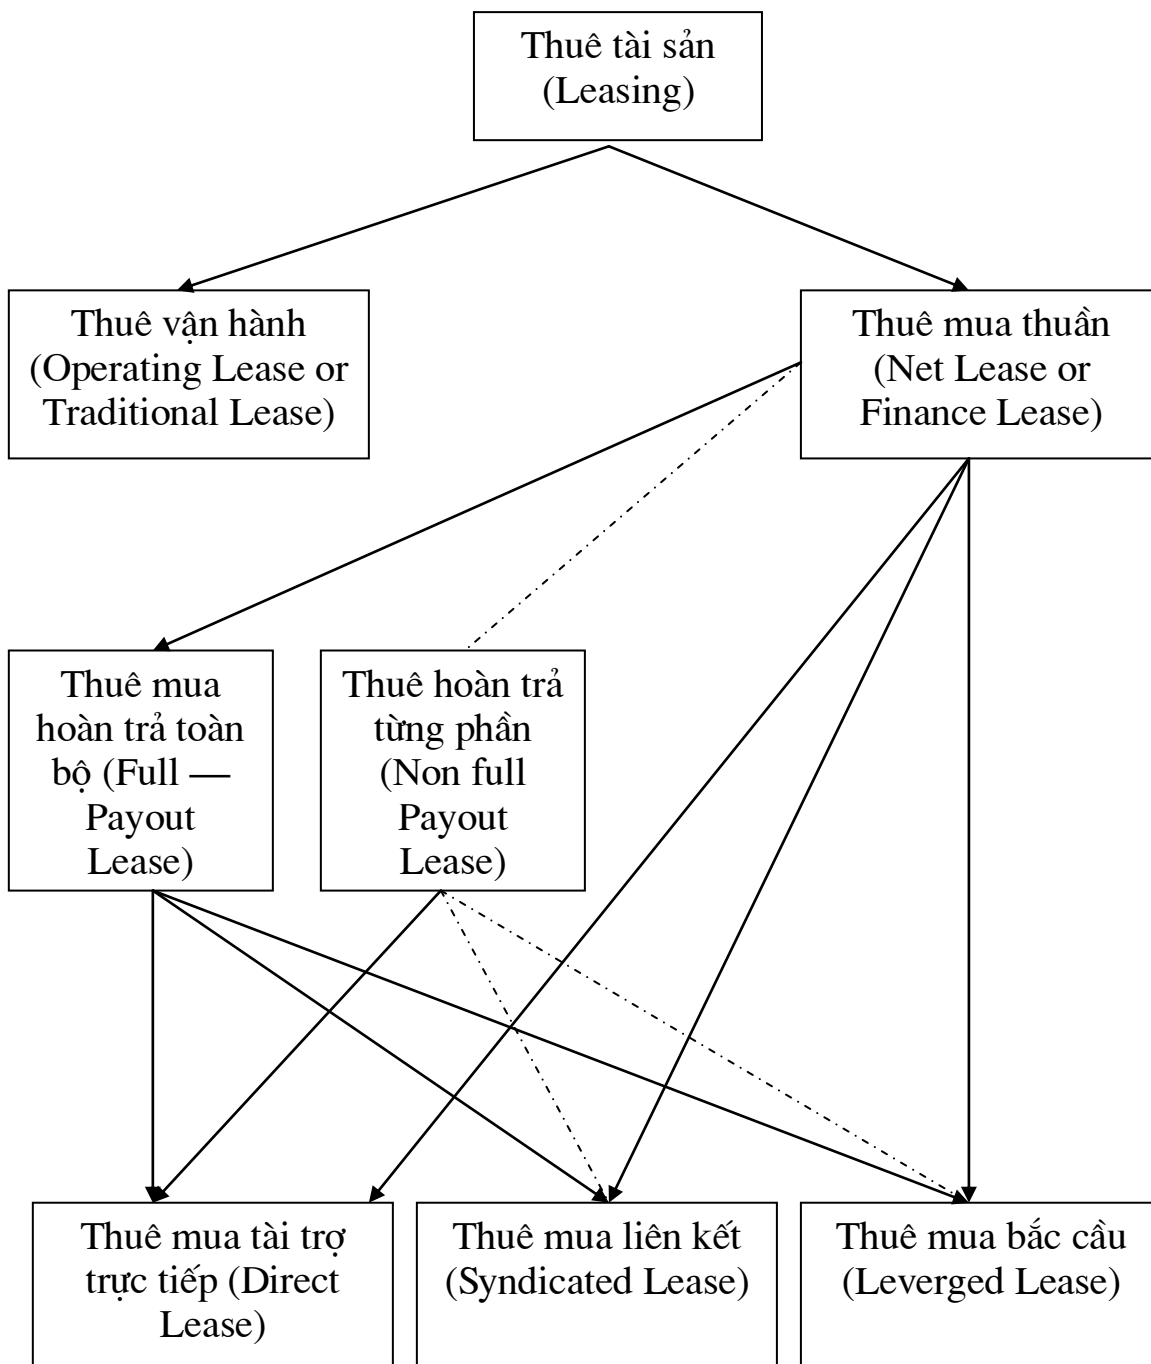 Thuê tài sản
(Leasing)
Thuê vận hành
(Operating Lease or
Traditional Lease)
Thuê mua thuần
(Net Lease or
Finance Lease)
Thuê mua
hoàn trả toàn
bộ (Full —
Payout
Lease)
Thuê hoàn trả
từng phần
(Non full
Payout
Lease)
Thuê mua tài trợ
trực tiếp (Direct
Lease)
Thuê mua liên kết
(Syndicated Lease)
Thuê mua bắc cầu
(Leverged Lease)